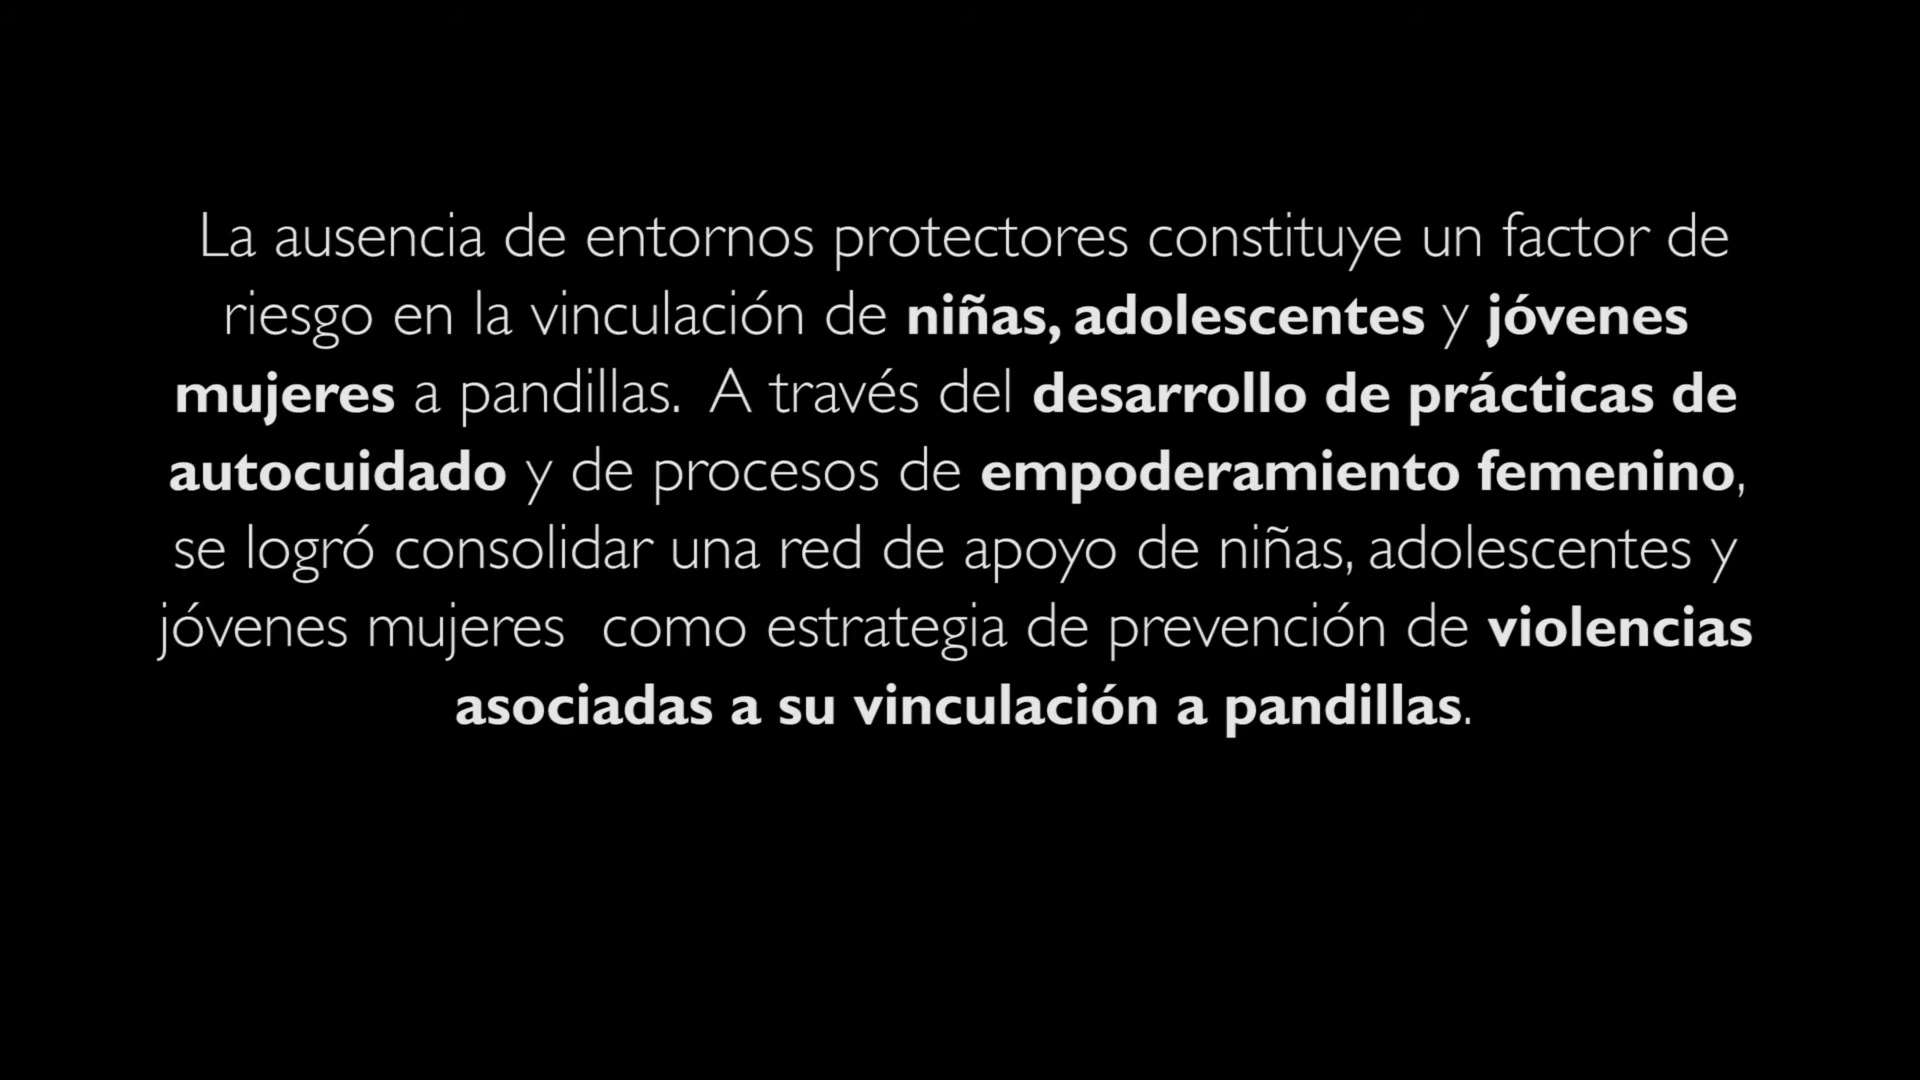 La ausencia de entornos protectores constituye un factor de
riesgo en la vinculación de niñas, adolescentes y jóvenes
mujeres a pandillas.  A través del desarrollo de prácticas de
autocuidado y de procesos de empoderamiento femenino,
se logró consolidar una red de apoyo de niñas, adolescentes y
jóvenes mujeres  como estrategia de prevención de violencias
asociadas a su vinculación a pandillas.